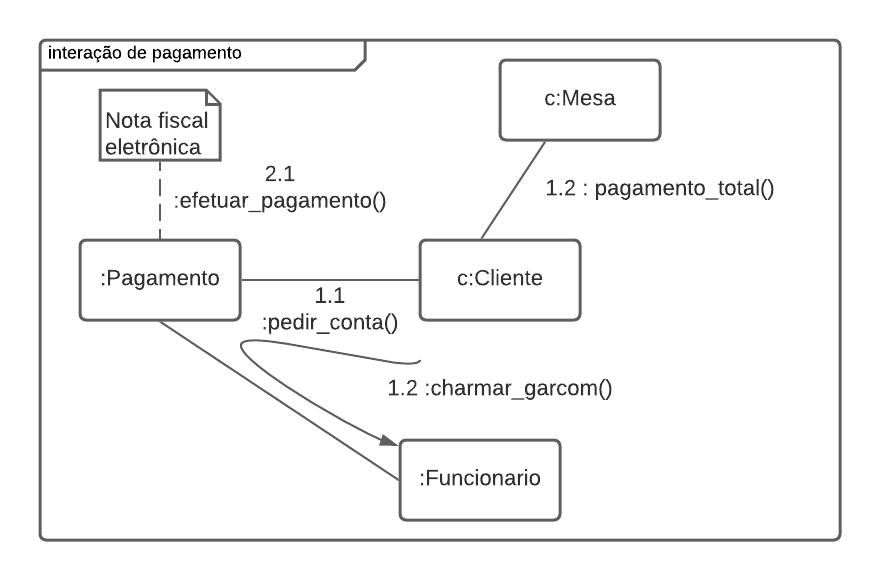 interação de pagamento
c:Mesa
Nota fiscal
eletrônica
2.1
:efetuar_pagamento()
1.2 : pagamento_total()
:Pagamento
c:Cliente
1.1
:pedir_conta()
1.2 :charmar_garcom()
:Funcionario